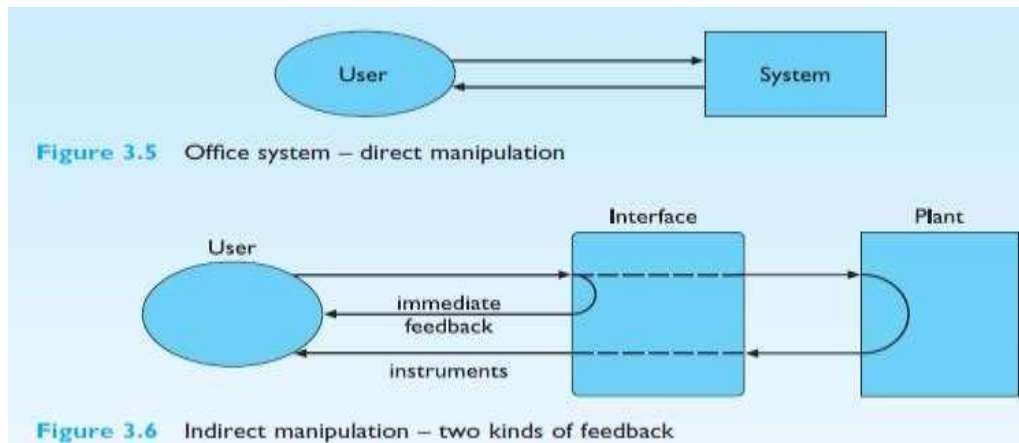 User
System
Figure 3.5 Office system – direct manipulation
Interface
Plant
User
immediate
feedback
instruments
Figure 3.6 Indirect manipulation – two kinds of feedback